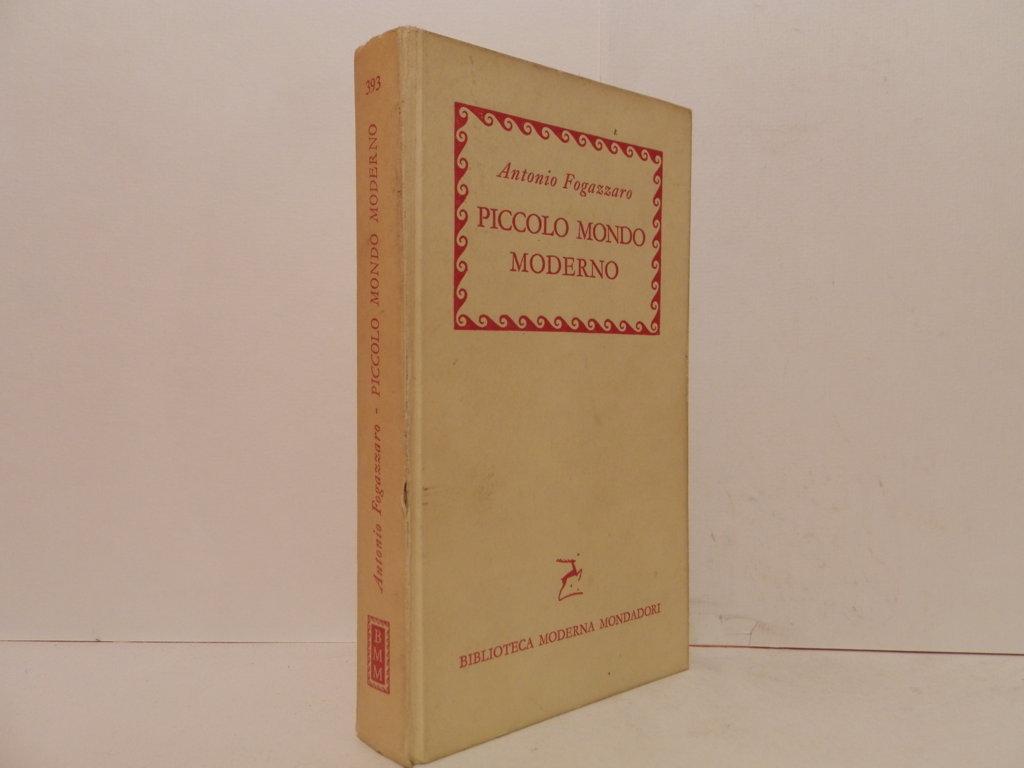 393
Antonio Fogazzaro - PICCOLO MONDO MODERNO
BMM
Antonio Fogazzaro
PICCOLO MONDO
MODERNO
BIBLIOTECA MODERNA MONDADORI